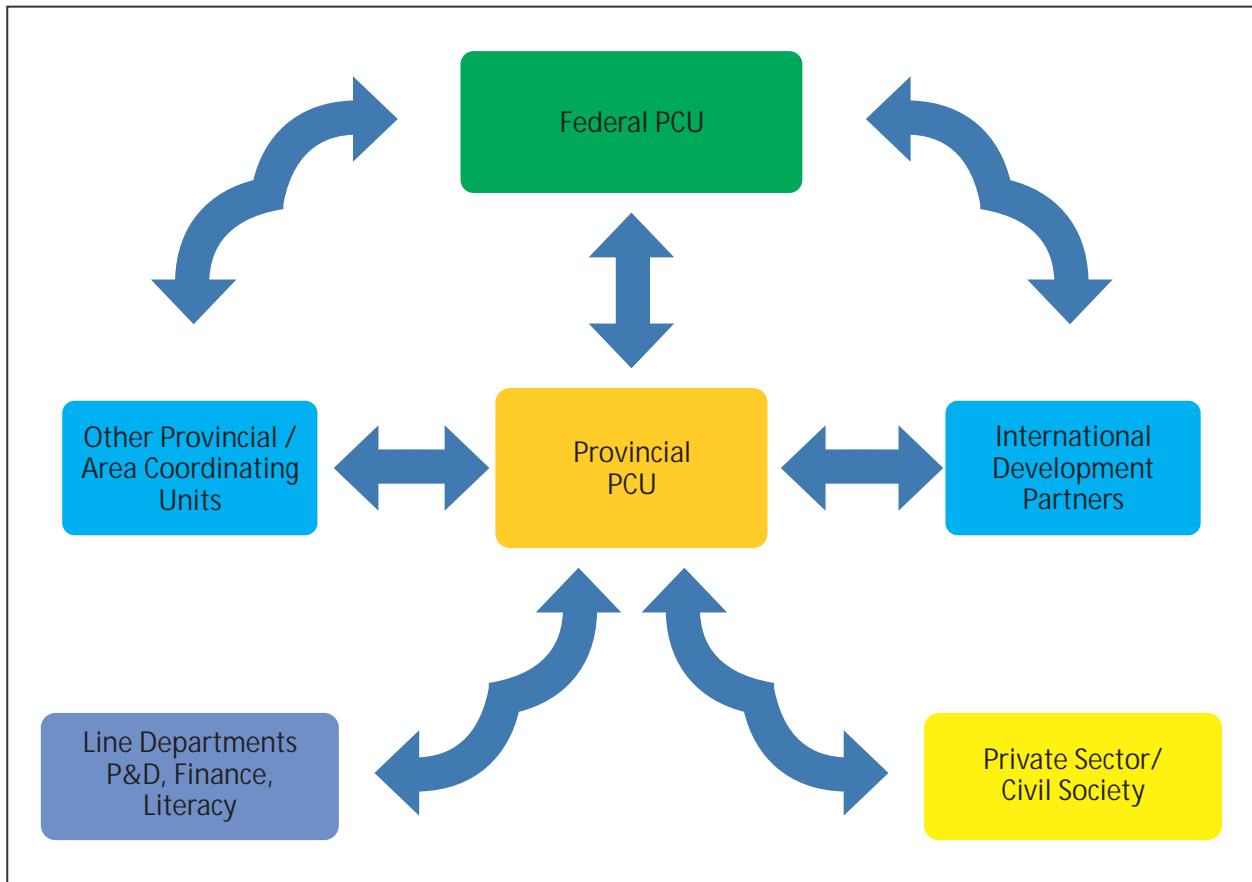 Federal PCU
Other Provincial /
Area Coordinating
Units
Provincial
PCU
International
Development
Partners
Line Departments
P&D, Finance,
Literacy
Private Sector/
Civil Society